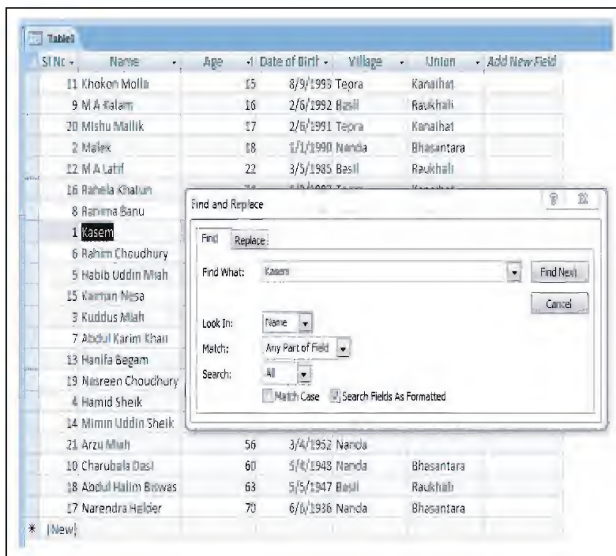 Table1
Sl No Name Age Date of Birth Village Union Add New Field
11 Khokon Molla 15 8/9/1993 Teora Kanaihat
9 M A Kalam 16 2/6/1992 Basil Raukhali
20 Mishu Mallik 17 2/6/1991 Teora Kanaihat
2 Malek 18 1/1/1990 Nanda Bhasantara
12 M A Latif 22 3/5/1985 Basil Raukhali
16 Rahela Khatun
8 Rahima Banu
1 Kasem
6 Rahim Choudhury
5 Habib Uddin Miah
15 Nesa
3 Kuddus Miah
7 Abdul Karim Khan
13 Hanifa Begam
19 Nasreen Choudhury
4 Hamid Sheik
14 Uddin Sheik
21 Arzu Miah 56 3/4/1952 Nanda
10 Charubala Dasi 60 5/4/1948 Nanda Bhasantara
18 Abdul Halim Biswas 63 5/5/1947 Basil Raukhali
17 Narendra Halder 70 6/6/1936 Nanda Bhasantara
* (New)
Find and Replace
Find Replace
Find What: Kasem Find Next
Cancel
Look In: Name
Match: Any Part of Field
Search: All
Match Case Search Fields As Formatted